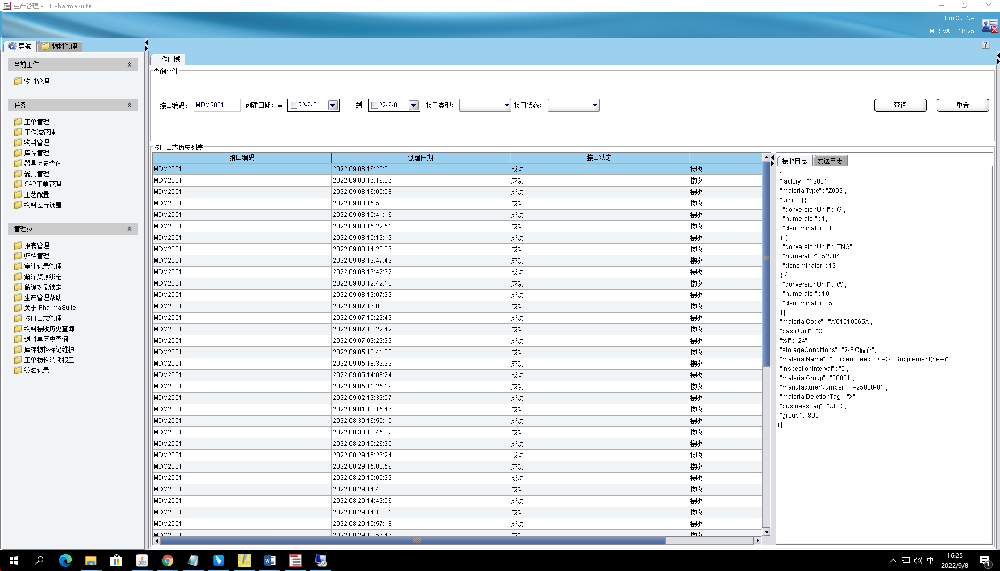 生产管理 - FT PharmaSuite
PiritXu| NA
MESVAL | 16:25
导航
物料管理
当前工作
物料管理
任务
工单管理
工作流管理
物料管理
库存管理
器具历史查询
器具管理
SAP工单管理
工艺配置
物料差异调整
管理员
报表管理
归档管理
审计记录管理
解除资源绑定
解除对象锁定
生产管理帮助
关于 PharmaSuite
接口日志管理
物料接收历史查询
退料单历史查询
库存物料标记维护
工单物料消耗报工
签名记录
工作区域
查询条件
接口编码: MDM2001 创建日期: 从 22-9-8 到 22-9-8 接口类型: 接口状态: 查询 重置
接口日志历史列表
接口编码 创建日期 接口状态
MDM2001 2022.09.08 16:25:01 成功 接收
MDM2001 2022.09.08 16:19:06 成功 接收
MDM2001 2022.09.08 16:05:08 成功 接收
MDM2001 2022.09.08 15:58:03 成功 接收
MDM2001 2022.09.08 15:41:16 成功 接收
MDM2001 2022.09.08 15:22:51 成功 接收
MDM2001 2022.09.08 15:12:19 成功 接收
MDM2001 2022.09.08 14:28:06 成功 接收
MDM2001 2022.09.08 13:47:49 成功 接收
MDM2001 2022.09.08 13:42:32 成功 接收
MDM2001 2022.09.08 12:42:18 成功 接收
MDM2001 2022.09.08 12:07:22 成功 接收
MDM2001 2022.09.07 16:08:33 成功 接收
MDM2001 2022.09.07 10:22:42 成功 接收
MDM2001 2022.09.07 10:22:42 成功 接收
MDM2001 2022.09.07 09:23:33 成功 接收
MDM2001 2022.09.05 18:41:30 成功 接收
MDM2001 2022.09.05 18:39:39 成功 接收
MDM2001 2022.09.05 14:08:24 成功 接收
MDM2001 2022.09.05 11:25:19 成功 接收
MDM2001 2022.09.02 13:32:57 成功 接收
MDM2001 2022.09.01 13:15:46 成功 接收
MDM2001 2022.08.30 16:55:10 成功 接收
MDM2001 2022.08.30 10:45:07 成功 接收
MDM2001 2022.08.29 15:26:25 成功 接收
MDM2001 2022.08.29 15:26:24 成功 接收
MDM2001 2022.08.29 15:08:59 成功 接收
MDM2001 2022.08.29 15:05:29 成功 接收
MDM2001 2022.08.29 14:48:03 成功 接收
MDM2001 2022.08.29 14:42:56 成功 接收
MDM2001 2022.08.29 14:10:31 成功 接收
MDM2001 2022.08.29 10:57:18 成功 接收
MDM2001 2022.08.29 10:56:46 成功 接收
接收日志 发送日志
[ {
"factory" : "1200",
"materialType" : "Z003",
"umc" : [ {
"conversionUnit" : "G",
"numerator" : 1,
"denominator" : 1
}, {
"conversionUnit" : "TNG",
"numerator" : 52704,
"denominator" : 12
}, {
"conversionUnit" : "W",
"numerator" : 10,
"denominator" : 5
} ],
"materialCode" : "W01010065A",
"basicUnit" : "G",
"tsl" : "24",
"storageConditions" : "2-8℃储存",
"materialName" : "Efficient Feed B+ AGT Supplement(new)",
"inspectionInterval" : "0",
"materialGroup" : "30001",
"manufacturerNumber" : "A25030-01",
"materialDeletionTag" : "X",
"businessTag" : "UPD",
"group" : "800"
} ]
中
16:25
2022/9/8
1